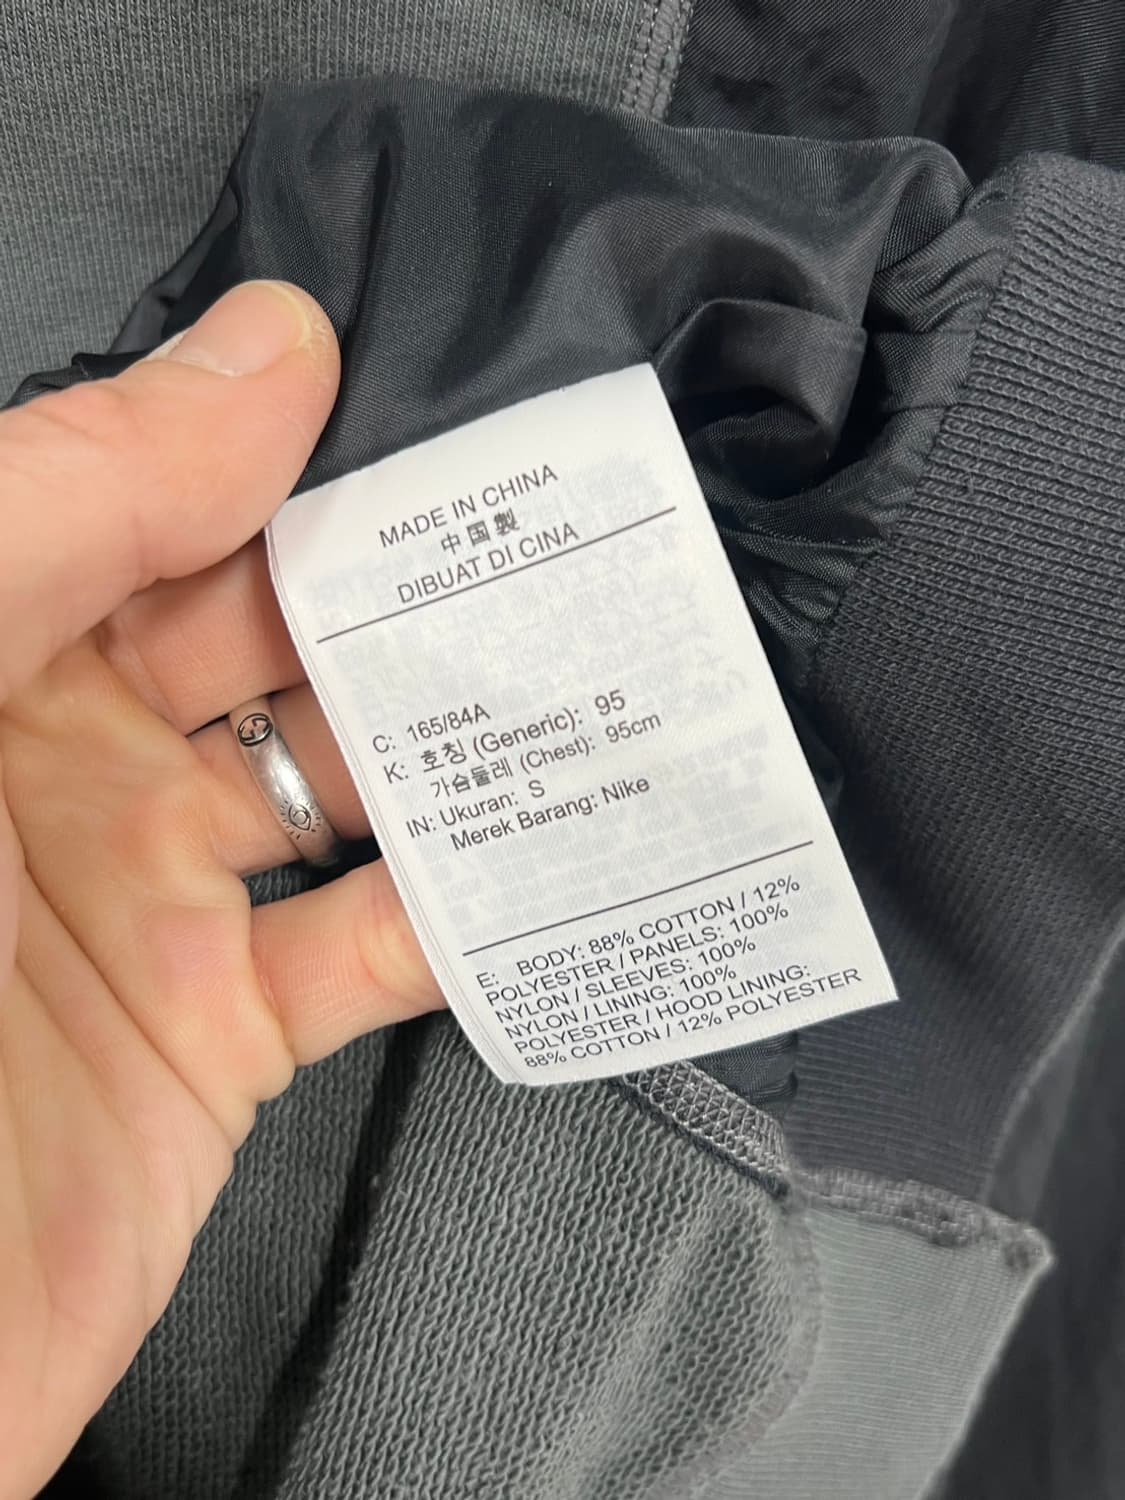 MADE IN CHINA
中国製
DIBUAT DI CINA
C: 165/84A
K: 호칭 (Generic): 95
가슴둘레 (Chest): 95cm
IN: Ukuran: S
Merek Barang: Nike
E: BODY: 88% COTTON / 12%
POLYESTER / PANELS: 100%
NYLON / SLEEVES: 100%
NYLON / LINING: 100%
POLYESTER / HOOD LINING:
88% COTTON / 12% POLYESTER